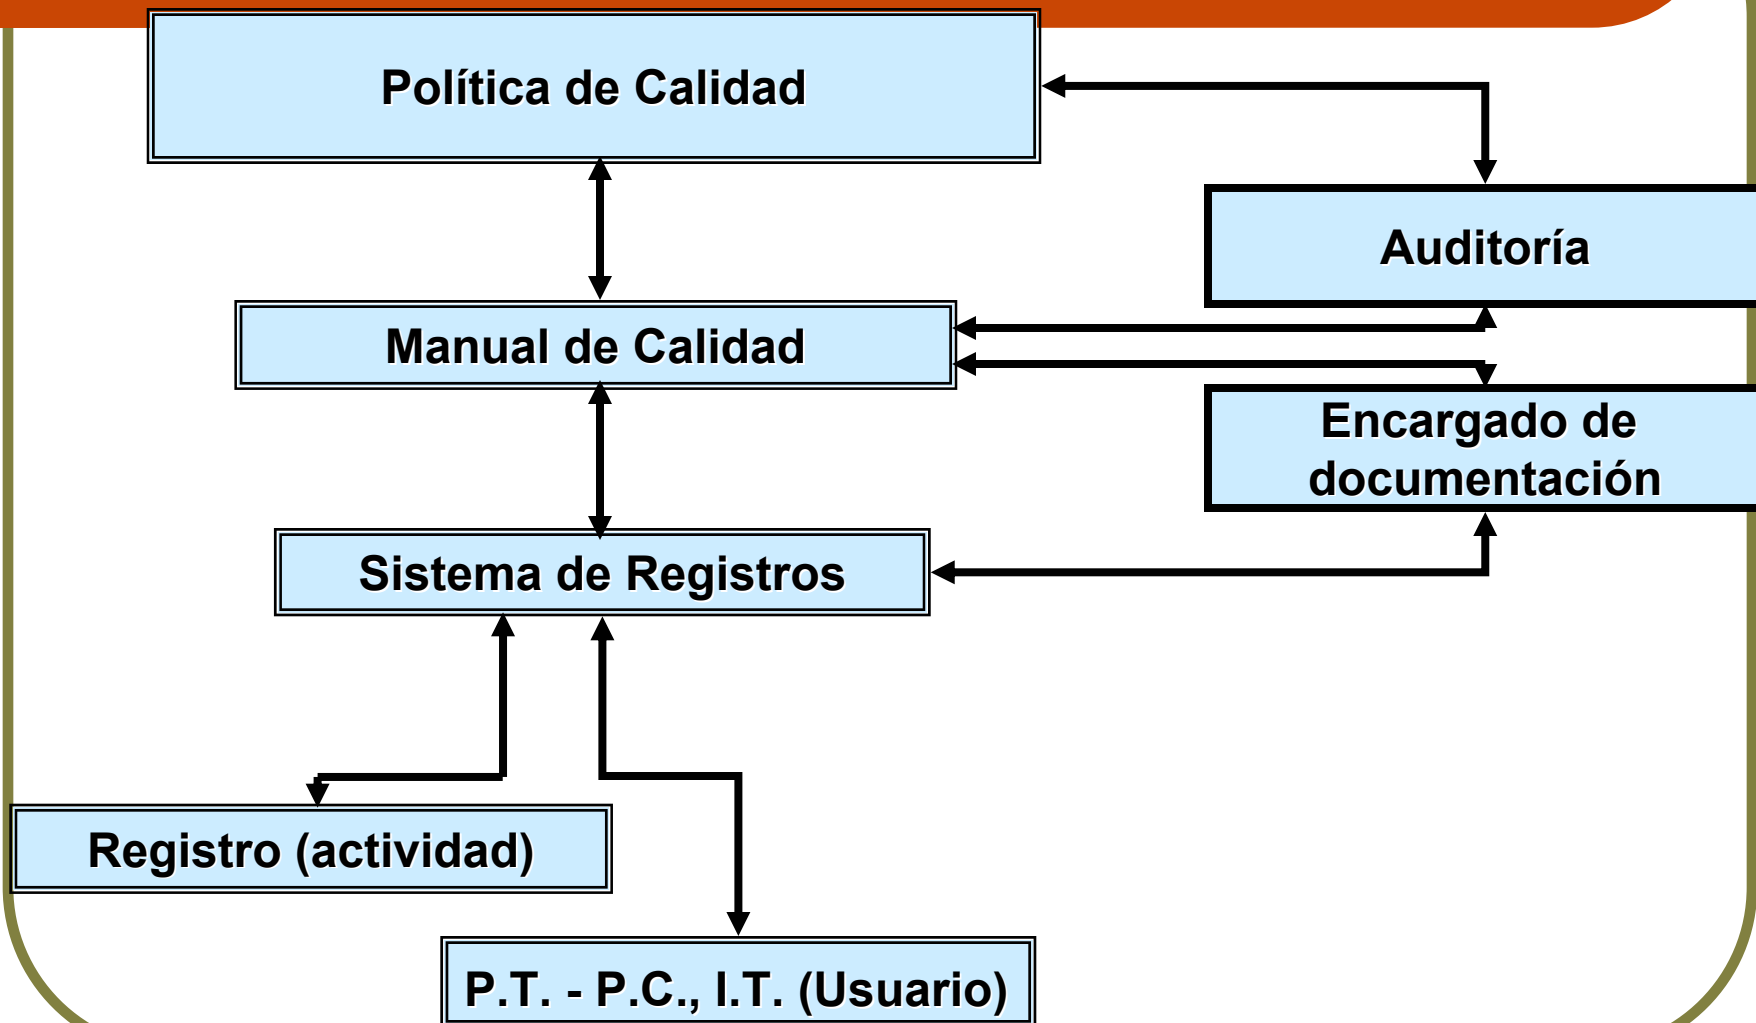 Política de Calidad
Auditoría
Manual de Calidad
Encargado de
documentación
Sistema de Registros
Registro (actividad)
P.T. - P.C., I.T. (Usuario)